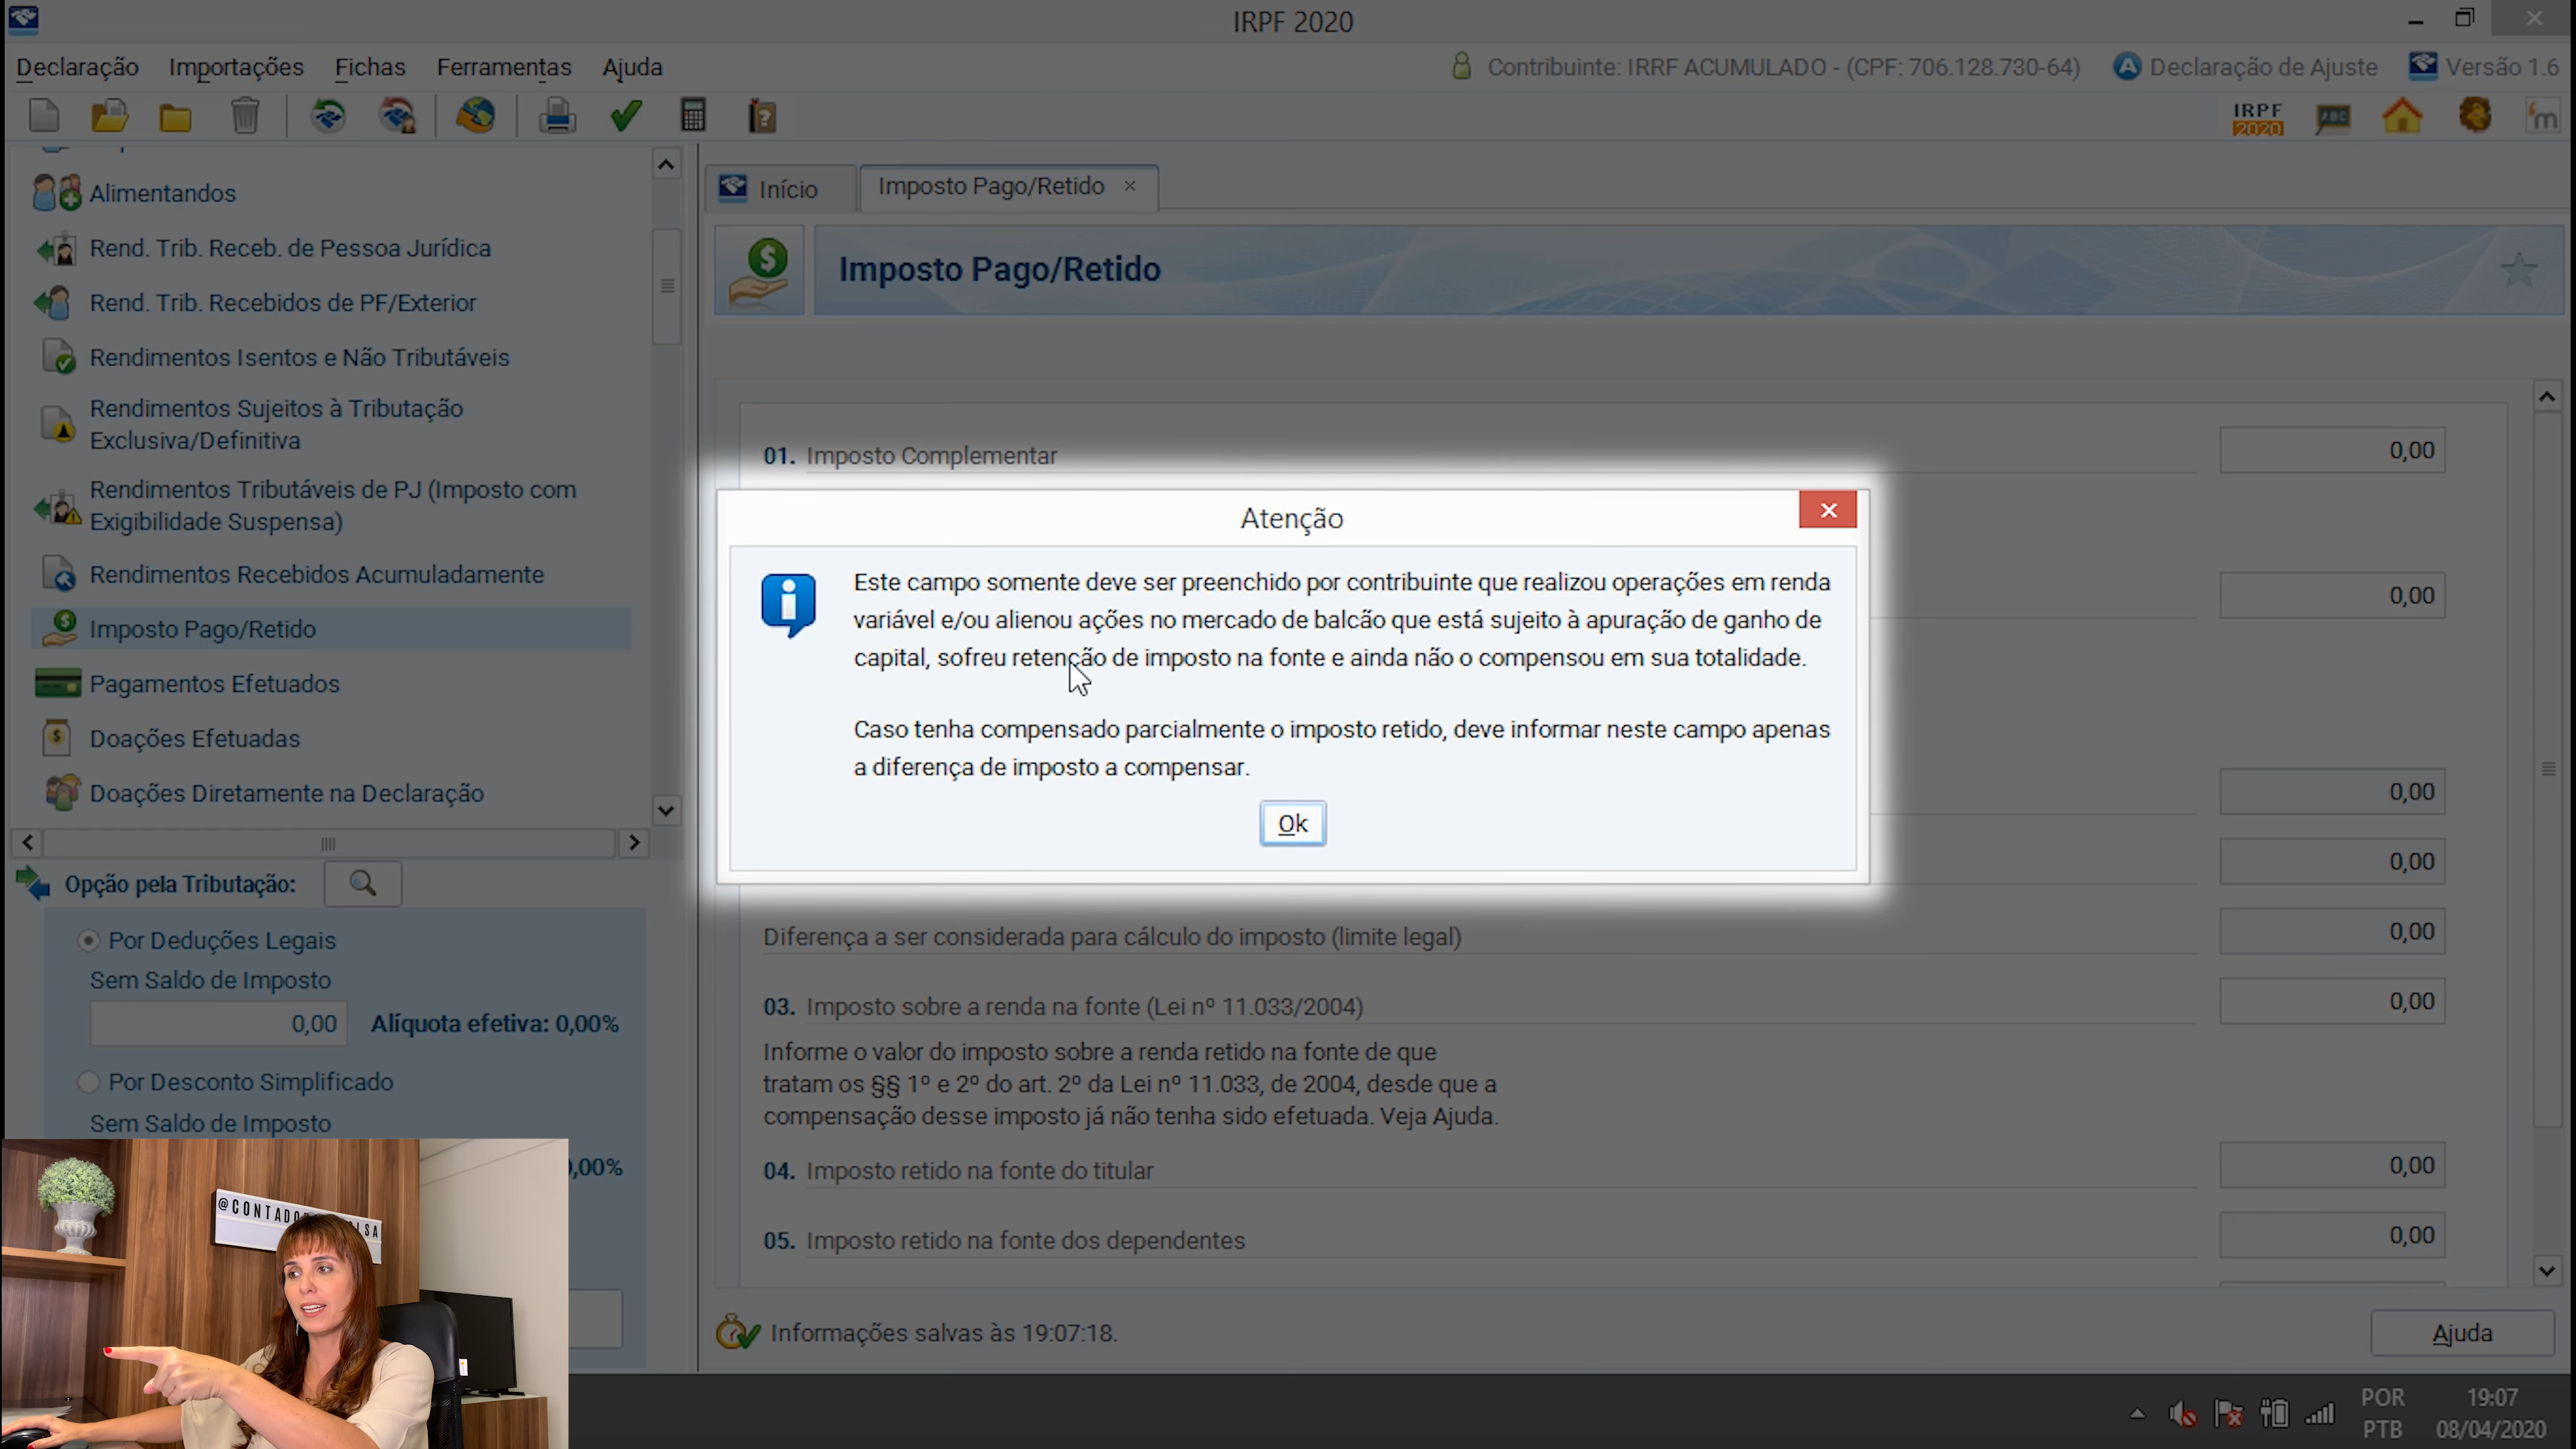 IRPF 2020
Declaração Importações Fichas Ferramentas Ajuda
Contribuinte: IRRF ACUMULADO - (CPF: 706.128.730-64) Declaração de Ajuste Versão 1.6
IRPF
2020
ABC
Alimentandos
Rend. Trib. Receb. de Pessoa Jurídica
Rend. Trib. Recebidos de PF/Exterior
Rendimentos Isentos e Não Tributáveis
Rendimentos Sujeitos à Tributação
Exclusiva/Definitiva
Rendimentos Tributáveis de PJ (Imposto com
Exigibilidade Suspensa)
Rendimentos Recebidos Acumuladamente
Imposto Pago/Retido
Pagamentos Efetuados
Doações Efetuadas
Doações Diretamente na Declaração
Opção pela Tributação:
Por Deduções Legais
Sem Saldo de Imposto
0,00 Alíquota efetiva: 0,00%
Por Desconto Simplificado
Sem Saldo de Imposto
,00%
Início Imposto Pago/Retido
Imposto Pago/Retido
01. Imposto Complementar 0,00
0,00
Atenção
Este campo somente deve ser preenchido por contribuinte que realizou operações em renda
variável e/ou alienou ações no mercado de balcão que está sujeito à apuração de ganho de
capital, sofreu retenção de imposto na fonte e ainda não o compensou em sua totalidade.
Caso tenha compensado parcialmente o imposto retido, deve informar neste campo apenas
a diferença de imposto a compensar.
Ok
0,00
0,00
Diferença a ser considerada para cálculo do imposto (limite legal) 0,00
03. Imposto sobre a renda na fonte (Lei nº 11.033/2004) 0,00
Informe o valor do imposto sobre a renda retido na fonte de que
tratam os §§ 1º e 2º do art. 2º da Lei nº 11.033, de 2004, desde que a
compensação desse imposto já não tenha sido efetuada. Veja Ajuda.
04. Imposto retido na fonte do titular 0,00
05. Imposto retido na fonte dos dependentes 0,00
Informações salvas às 19:07:18.
Ajuda
POR
PTB
19:07
08/04/2020